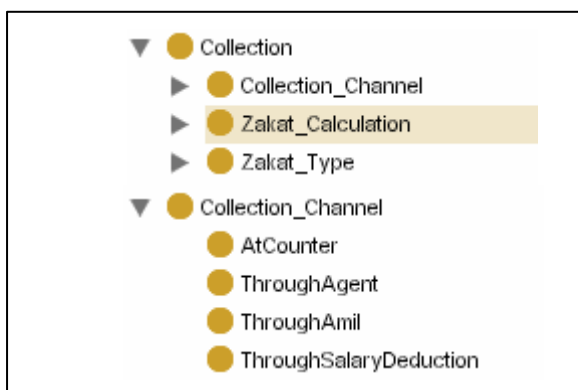 Collection
Collection_Channel
Zakat_Calculation
Zakat_Type
Collection_Channel
AtCounter
ThroughAgent
ThroughAmil
ThroughSalaryDeduction